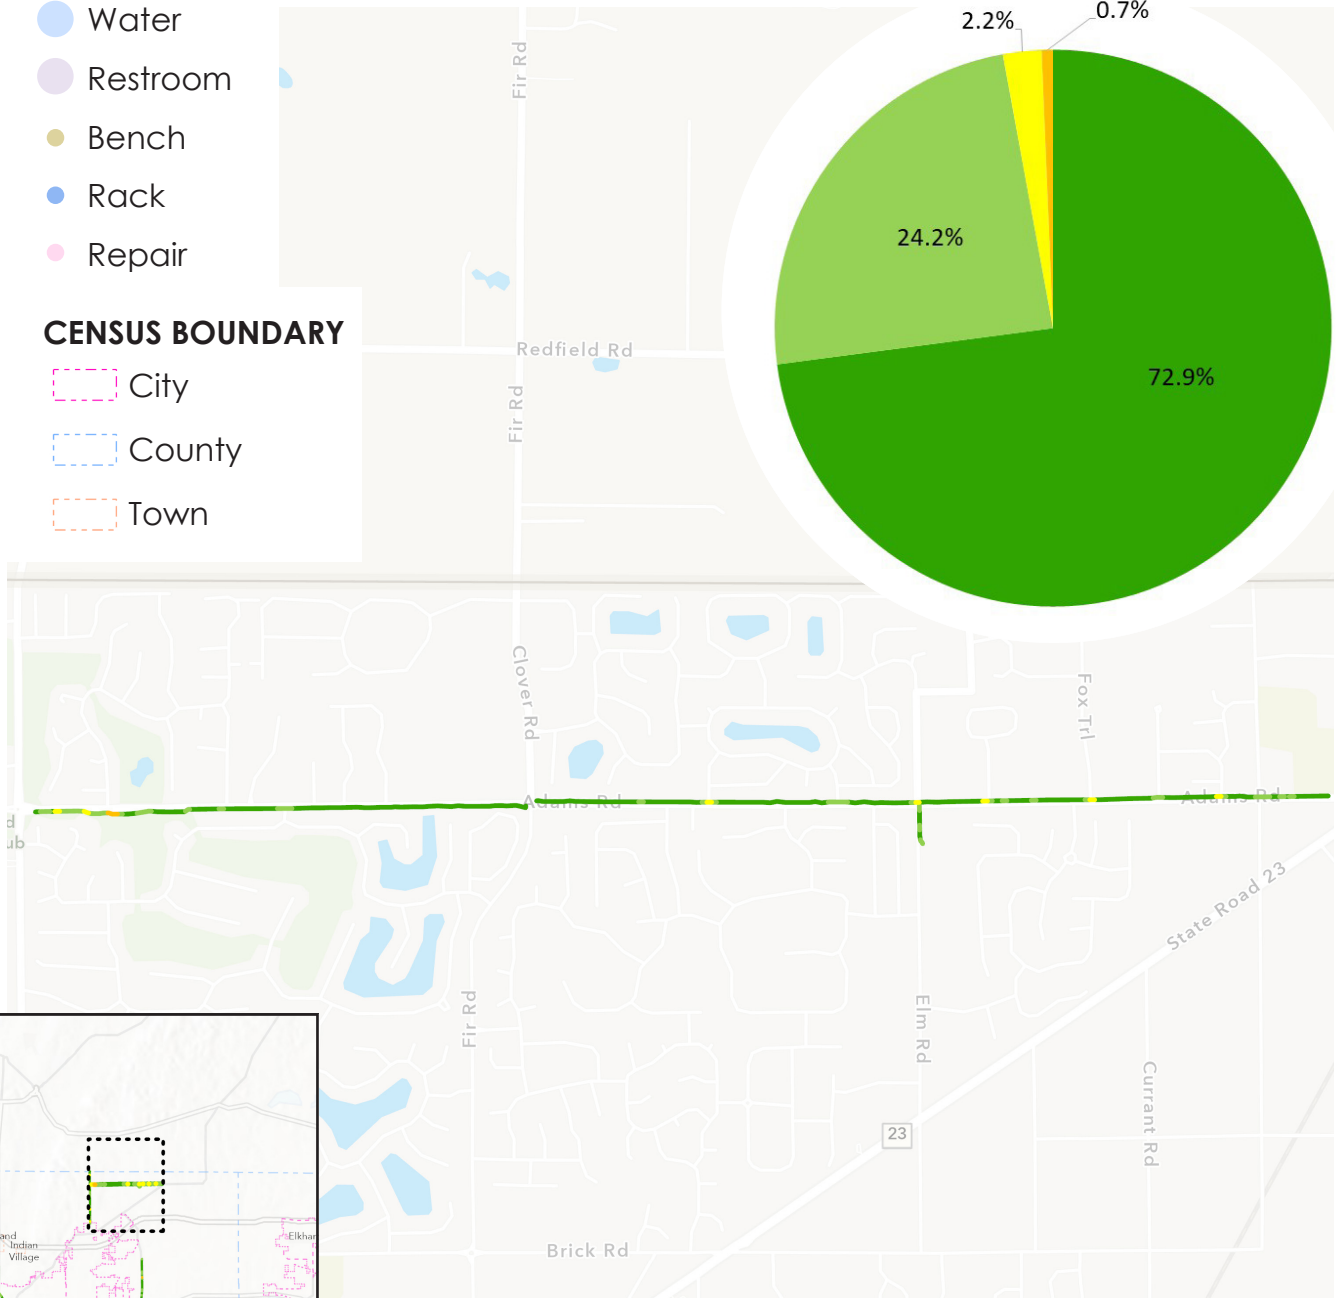 Water
Restroom
Bench
Rack
Repair
CENSUS BOUNDARY
City
County
Town
2.2%
0.7%
24.2%
72.9%
Fir Rd
Redfield Rd
Fir Rd
Clover Rd
Fox Trl
Adams Rd
Adams Rd
State Road 23
Fir Rd
Elm Rd
Currant Rd
23
Brick Rd
Indian
Village